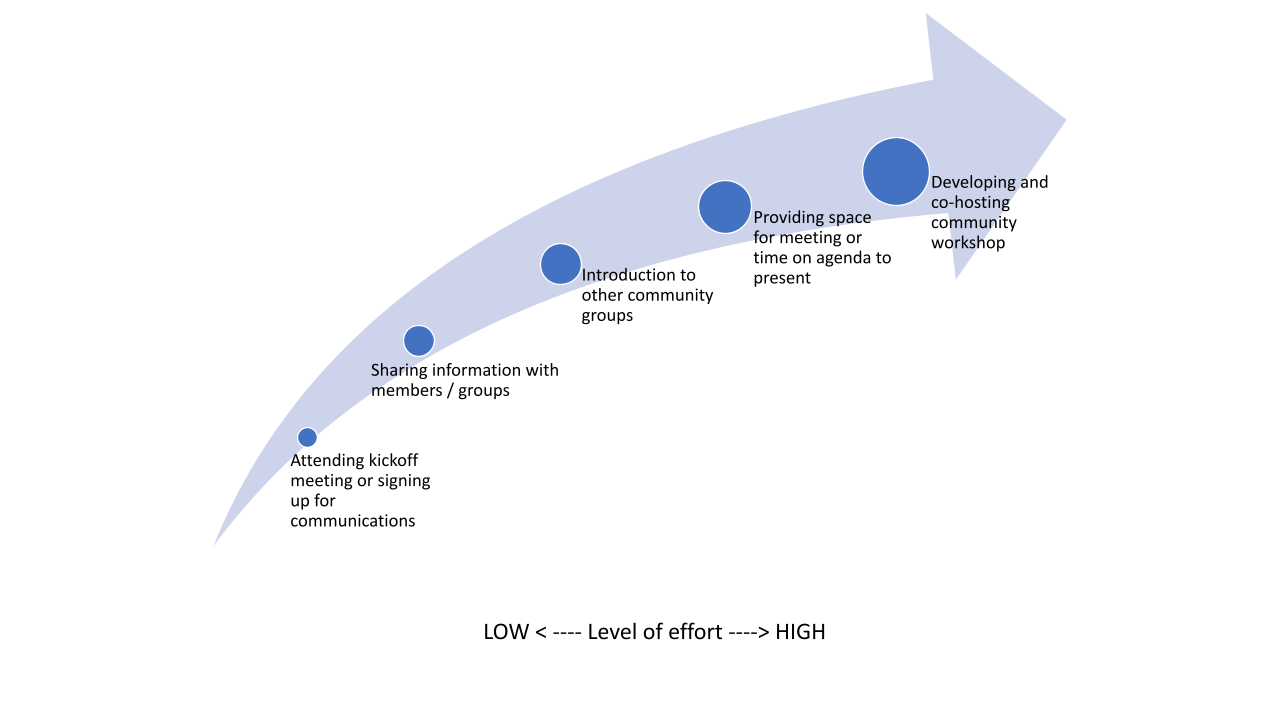 Attending kickoff
meeting or signing
up for
communications
Sharing information with
members / groups
Introduction to
other community
groups
Providing space
for meeting or
time on agenda to
present
Developing and
co-hosting
community
workshop
LOW < ---- Level of effort ----> HIGH